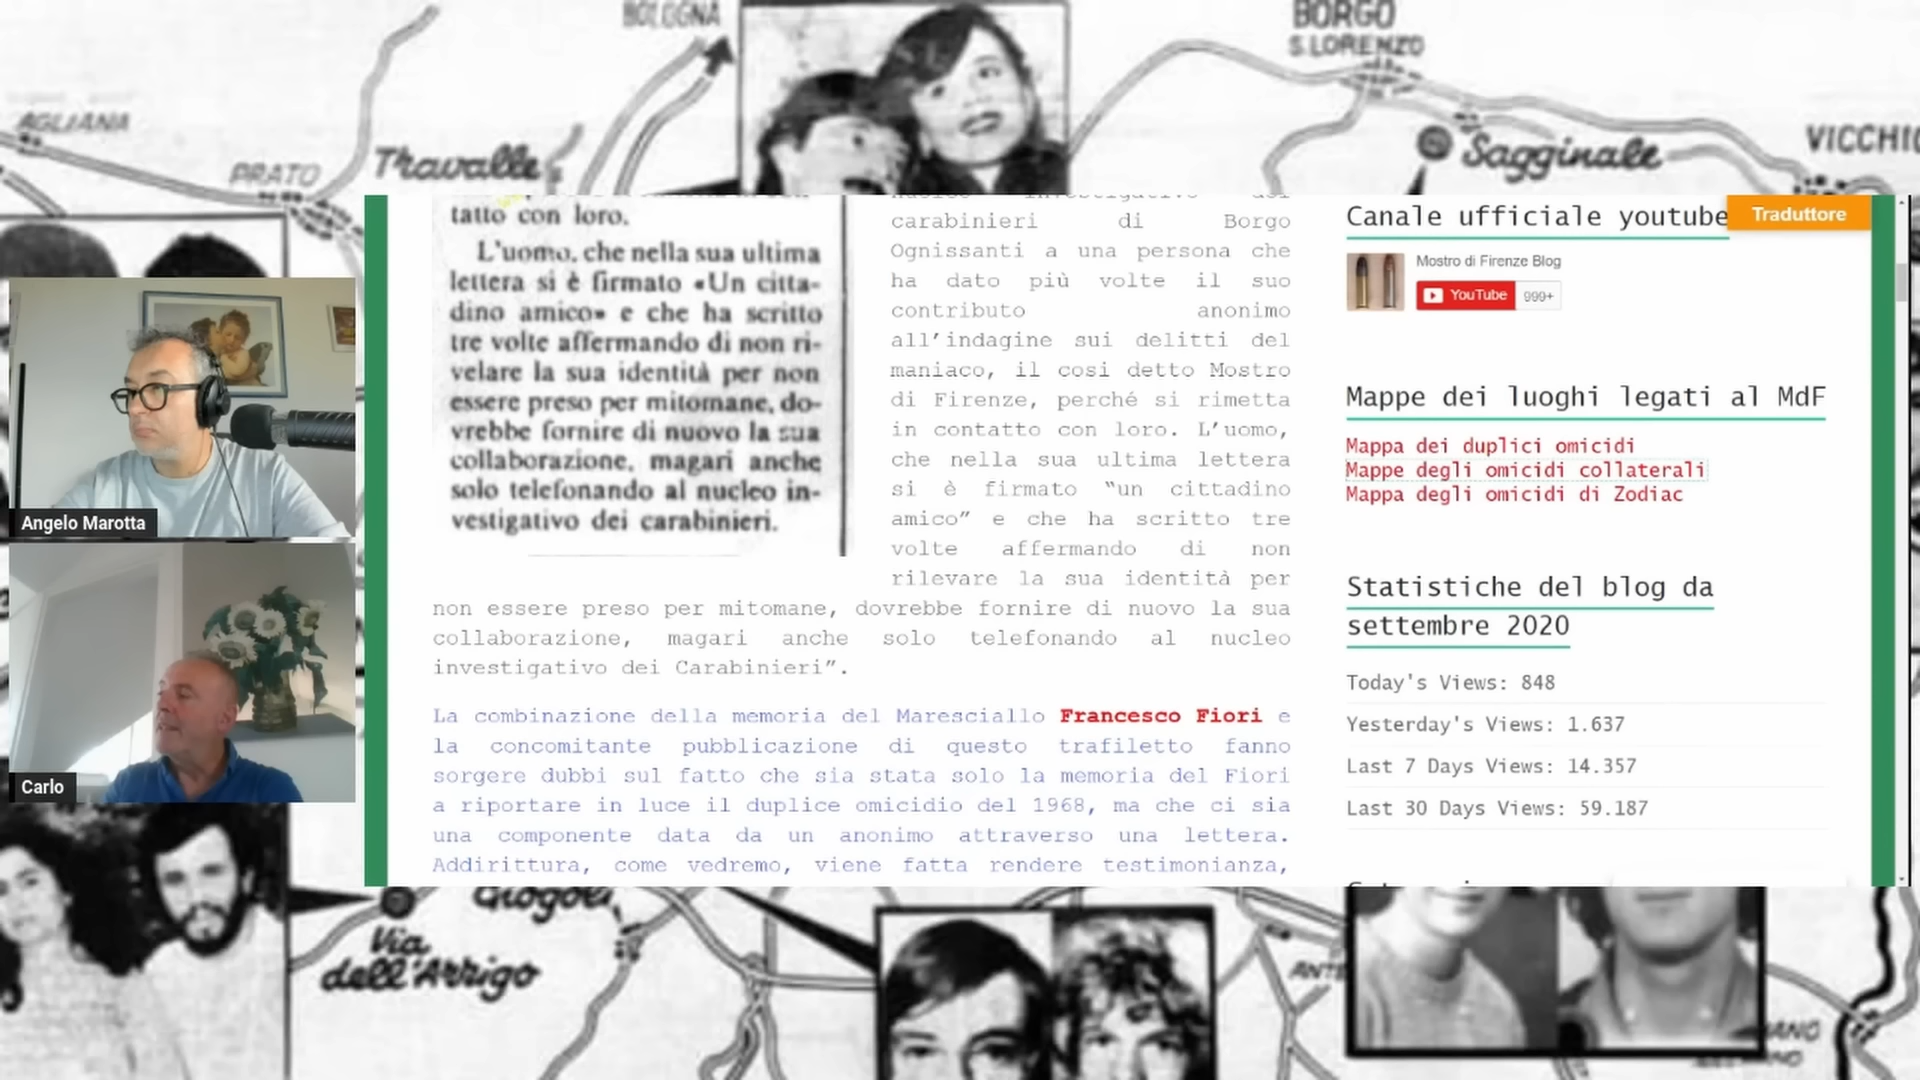 BOLOGNA
BORGO
S. LORENZO
AGLIANA
PRATO
Travalle
Sagginale
VICCHIO
tatto con loro.
L'uomo, che nella sua ultima
lettera si è firmato «Un citta-
dino amico» e che ha scritto
tre volte affermando di non ri-
velare la sua identità per non
essere preso per mitomane, do-
vrebbe fornire di nuovo la sua
collaborazione, magari anche
solo telefonando al nucleo in-
vestigativo dei carabinieri.
carabinieri di Borgo
Ognissanti a una persona che
ha dato più volte il suo
contributo anonimo
all'indagine sui delitti del
maniaco, il cosi detto Mostro
di Firenze, perché si rimetta
in contatto con loro. L'uomo,
che nella sua ultima lettera
si è firmato "un cittadino
amico" e che ha scritto tre
volte affermando di non
rilevare la sua identità per
non essere preso per mitomane, dovrebbe fornire di nuovo la sua
collaborazione, magari anche solo telefonando al nucleo
investigativo dei Carabinieri".
La combinazione della memoria del Maresciallo Francesco Fiori e
la concomitante pubblicazione di questo trafiletto fanno
sorgere dubbi sul fatto che sia stata solo la memoria del Fiori
a riportare in luce il duplice omicidio del 1968, ma che ci sia
una componente data da un anonimo attraverso una lettera.
Addirittura, come vedremo, viene fatta rendere testimonianza,
Canale ufficiale youtube
Traduttore
Mostro di Firenze Blog
YouTube 999+
Mappe dei luoghi legati al MdF
Mappa dei duplici omicidi
Mappe degli omicidi collaterali
Mappa degli omicidi di Zodiac
Statistiche del blog da
settembre 2020
Today's Views: 848
Yesterday's Views: 1.637
Last 7 Days Views: 14.357
Last 30 Days Views: 59.187
Angelo Marotta
Carlo
Giogoli
Via
dell'Arrigo